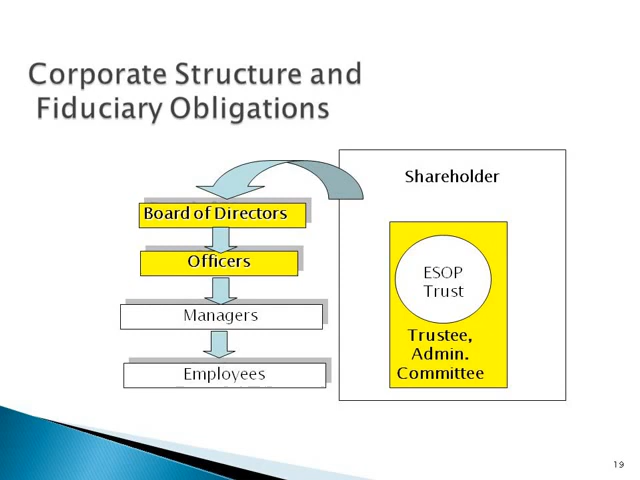 Corporate Structure and
Fiduciary Obligations
Shareholder
Board of Directors
Officers
Managers
Employees
ESOP
Trust
Trustee,
Admin.
Committee
19